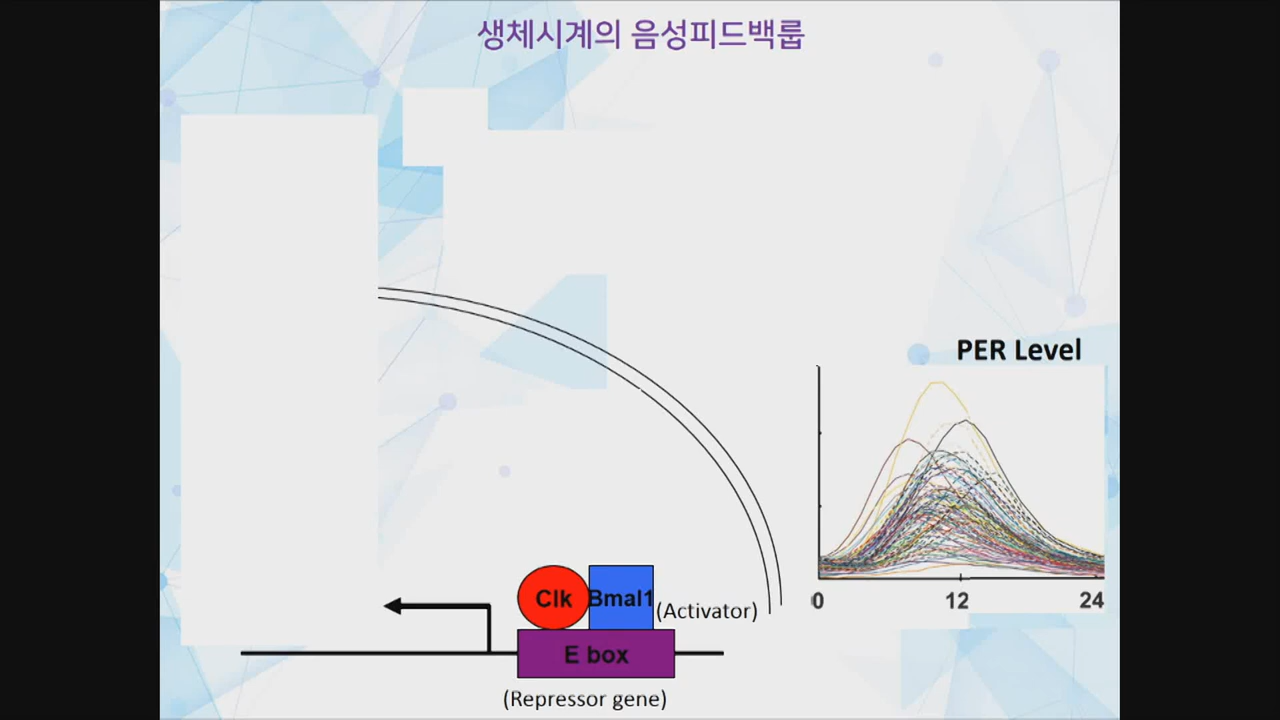 생체시계의 음성피드백룹
PER Level
0 12 24
Clk Bmal1 (Activator)
E box
(Repressor gene)